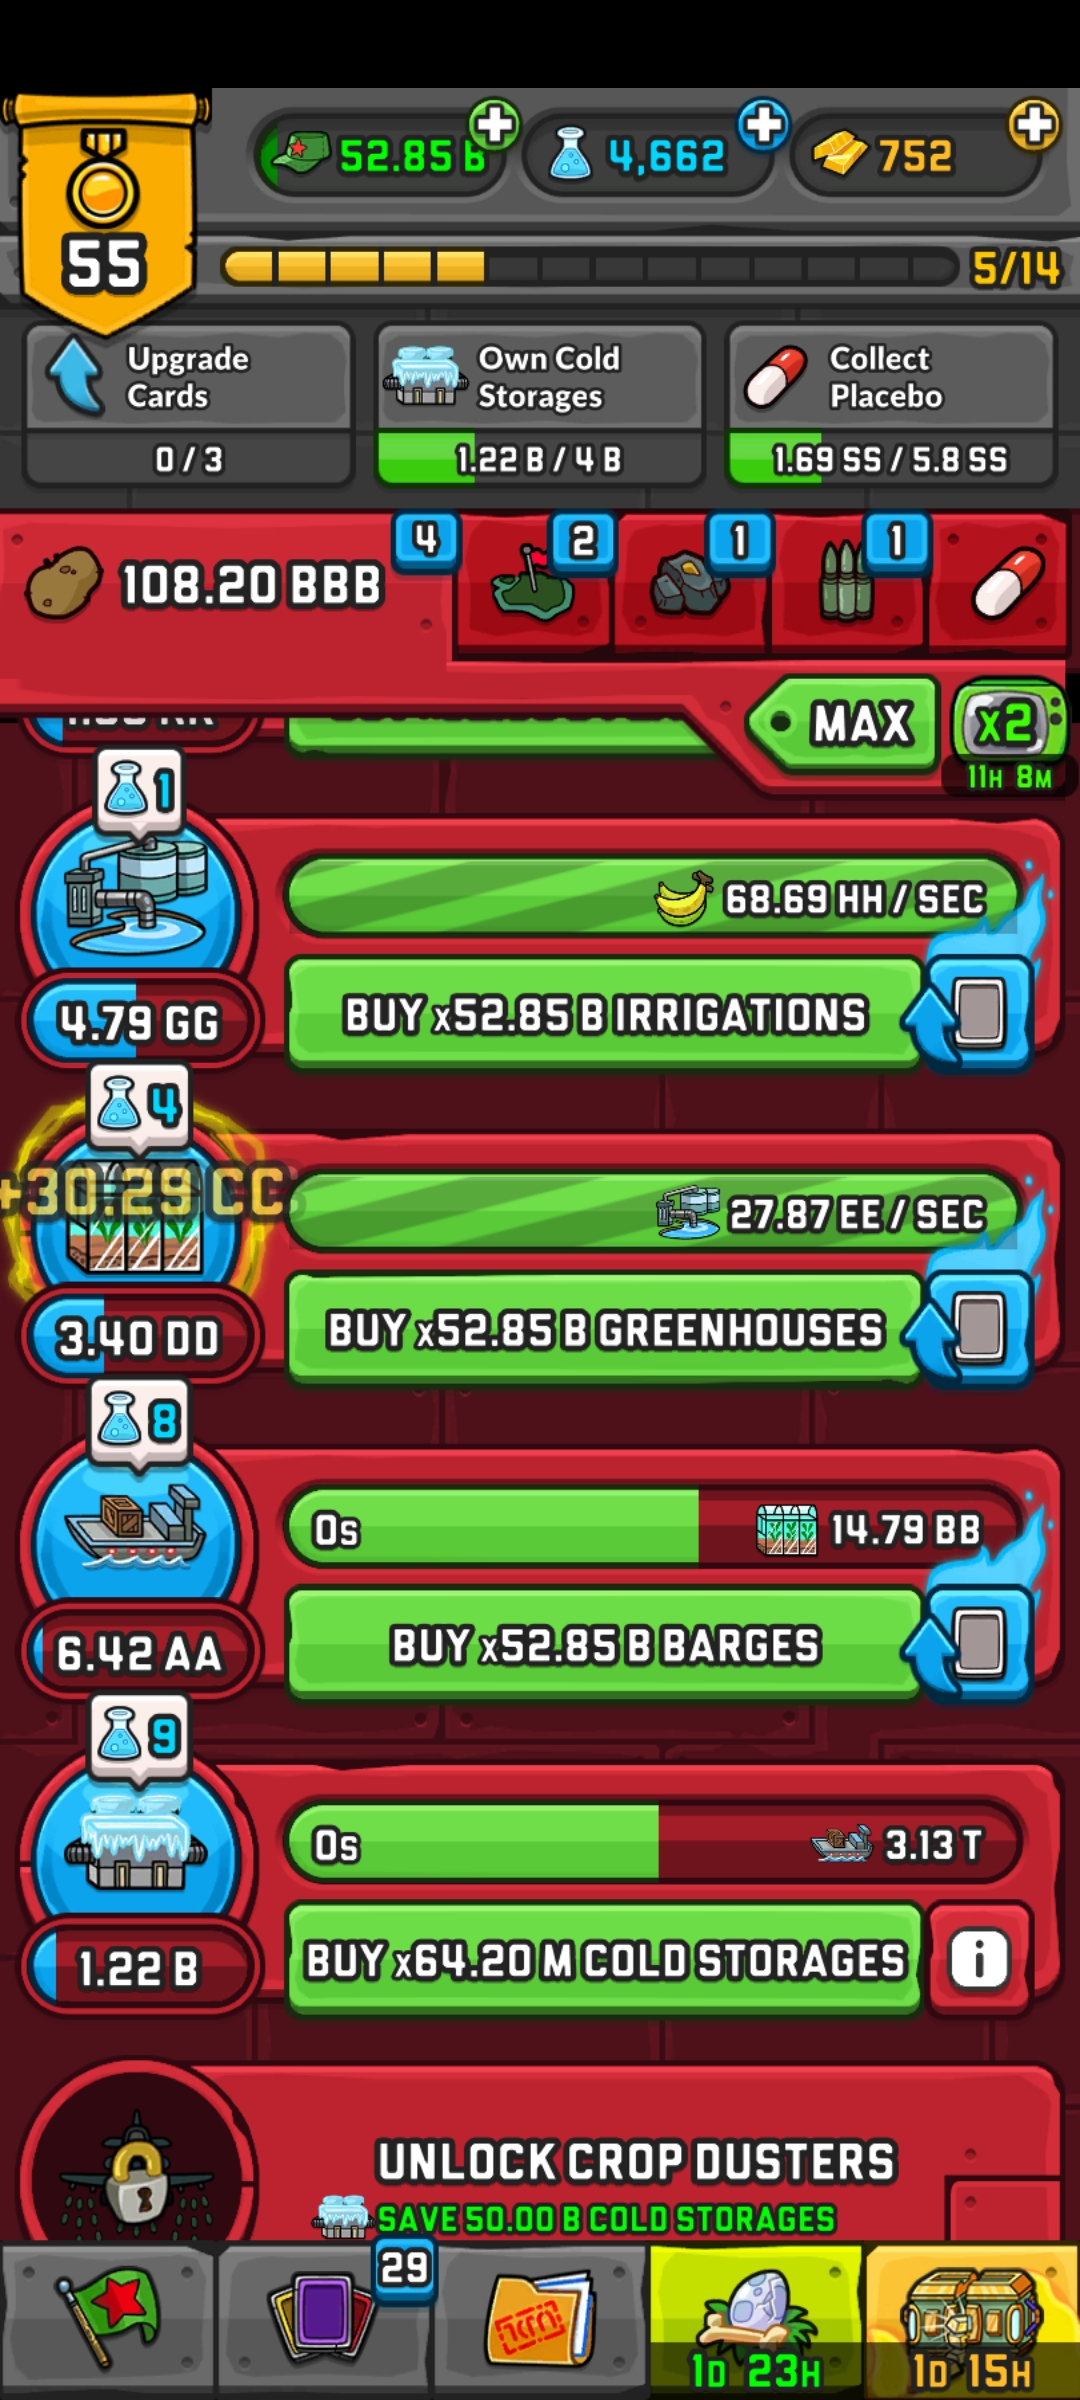 52.85 B
4,662
752
55
5/14
Upgrade
Cards
0 / 3
Own Cold
Storages
1.22 B / 4 B
Collect
Placebo
1.69 SS / 5.8 SS
108.20 BBB
4
2
1
1
MAX
X2
11H 8M
1
68.69 HH / SEC
4.79 GG
BUY x52.85 B IRRIGATIONS
4
+30.29 CC
27.87 EE / SEC
3.40 DD
BUY x52.85 B GREENHOUSES
8
0s
14.79 BB
6.42 AA
BUY x52.85 B BARGES
9
0s
3.13 T
1.22 B
BUY x64.20 M COLD STORAGES
i
UNLOCK CROP DUSTERS
SAVE 50.00 B COLD STORAGES
29
1D 23H
1D 15H